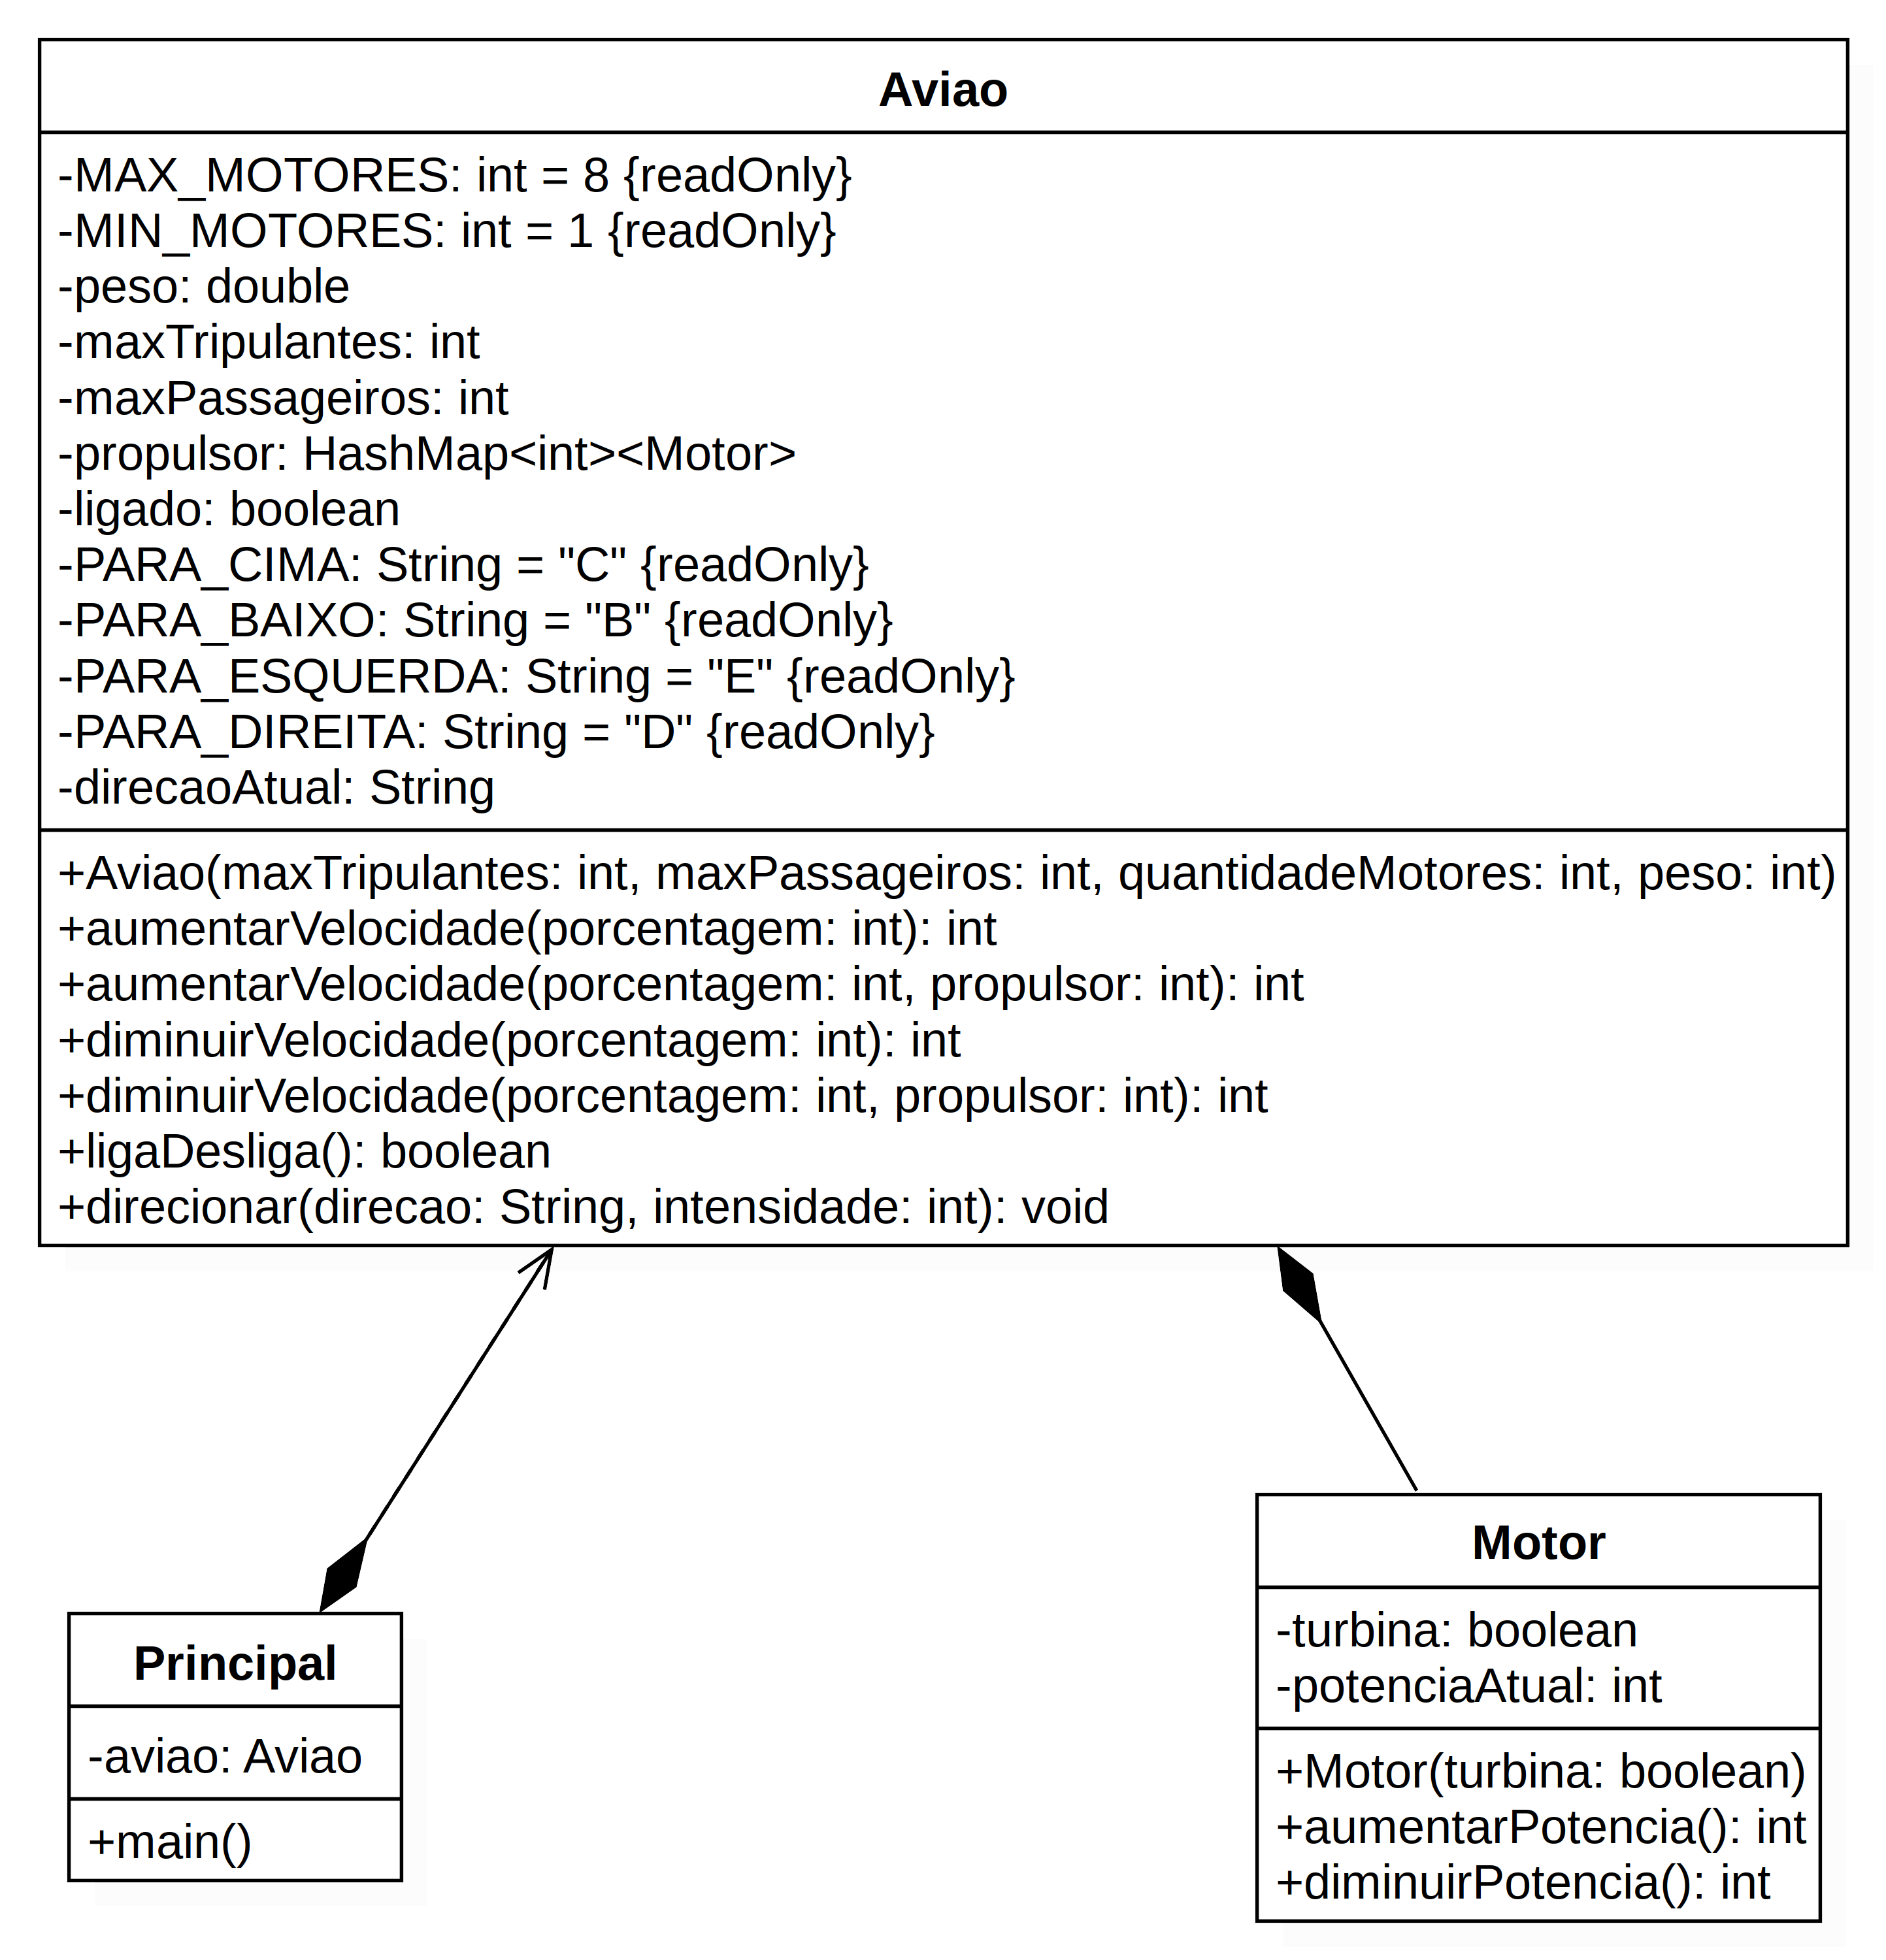 Aviao
-MAX_MOTORES: int = 8 {readOnly}
-MIN_MOTORES: int = 1 {readOnly}
-peso: double
-maxTripulantes: int
-maxPassageiros: int
-propulsor: HashMap<int><Motor>
-ligado: boolean
-PARA_CIMA: String = "C" {readOnly}
-PARA_BAIXO: String = "B" {readOnly}
-PARA_ESQUERDA: String = "E" {readOnly}
-PARA_DIREITA: String = "D" {readOnly}
-direcaoAtual: String
+Aviao(maxTripulantes: int, maxPassageiros: int, quantidadeMotores: int, peso: int)
+aumentarVelocidade(porcentagem: int): int
+aumentarVelocidade(porcentagem: int, propulsor: int): int
+diminuirVelocidade(porcentagem: int): int
+diminuirVelocidade(porcentagem: int, propulsor: int): int
+ligaDesliga(): boolean
+direcionar(direcao: String, intensidade: int): void
Principal
-aviao: Aviao
+main()
Motor
-turbina: boolean
-potenciaAtual: int
+Motor(turbina: boolean)
+aumentarPotencia(): int
+diminuirPotencia(): int